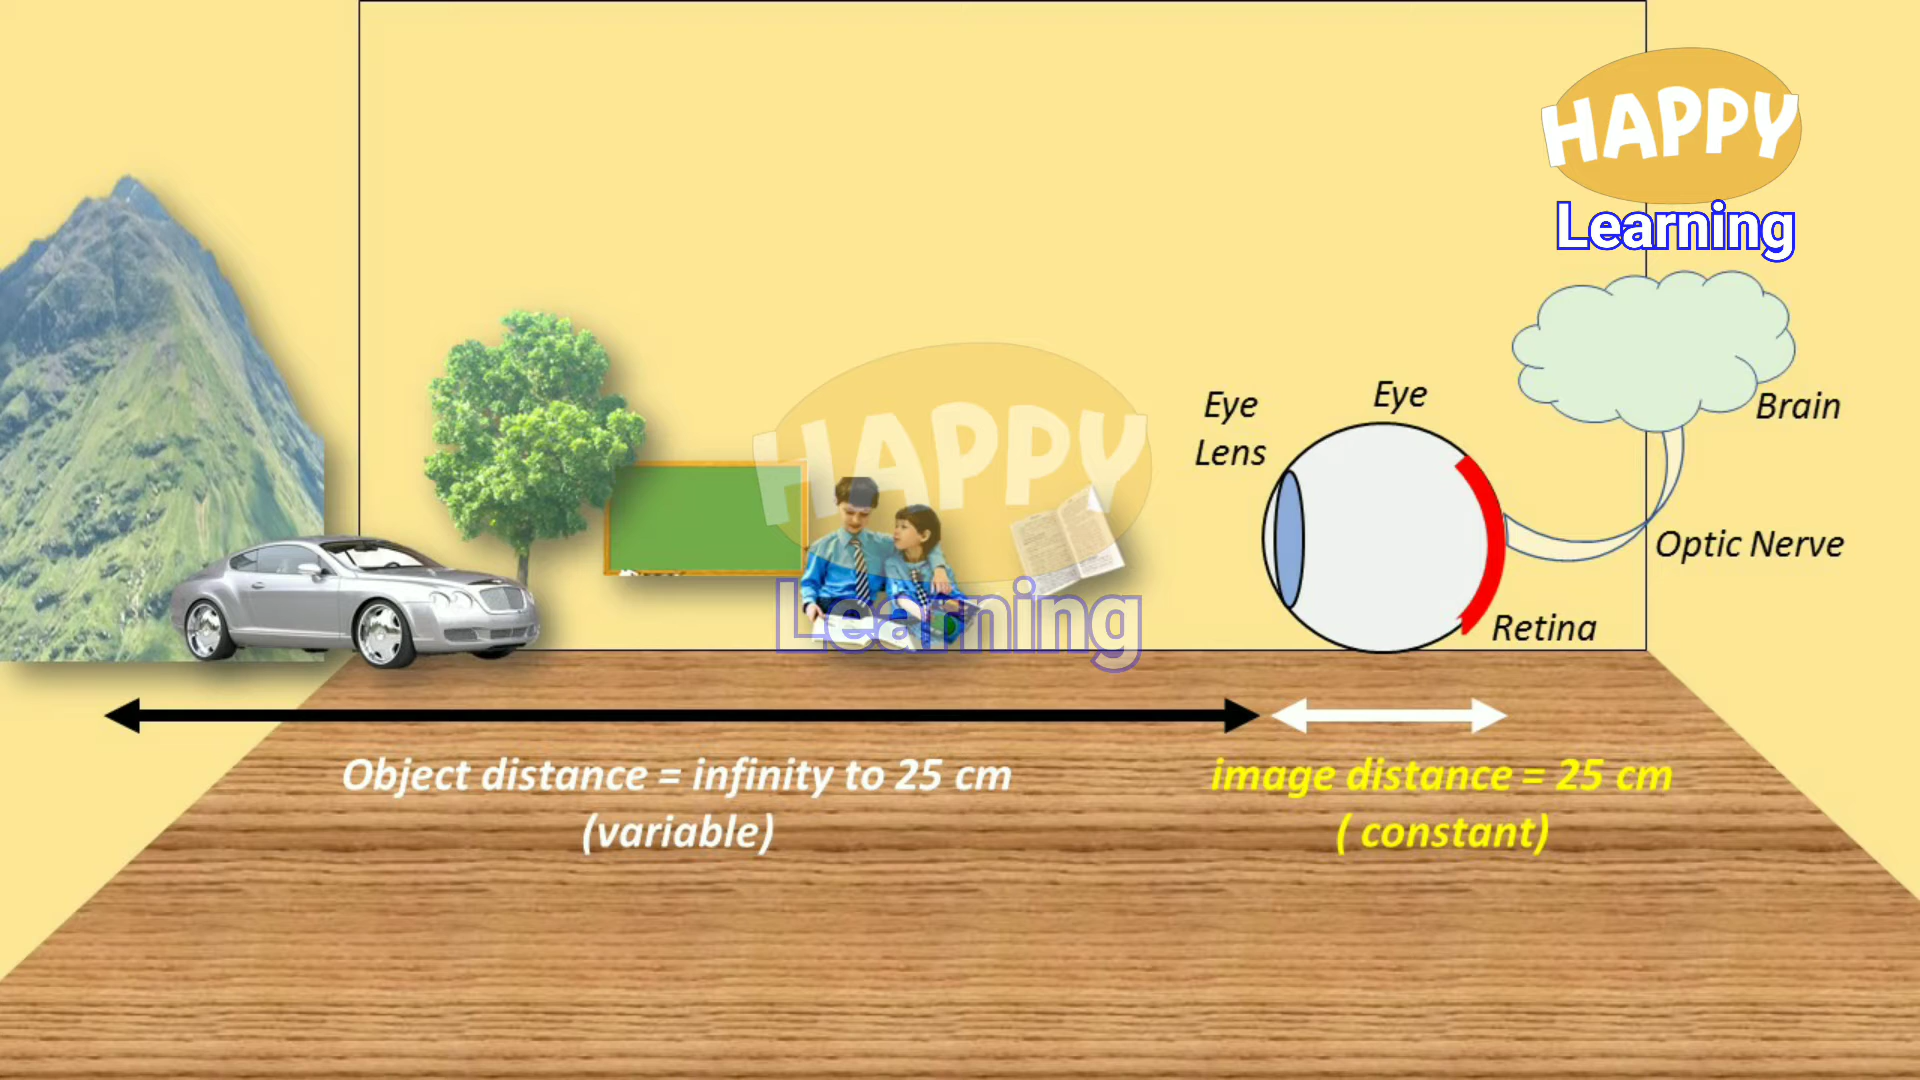 HAPPY
Learning
Eye
Lens
Eye
Brain
Optic Nerve
Retina
HAPPY
Learning
Object distance = infinity to 25 cm
(variable)
image distance = 25 cm
( constant)